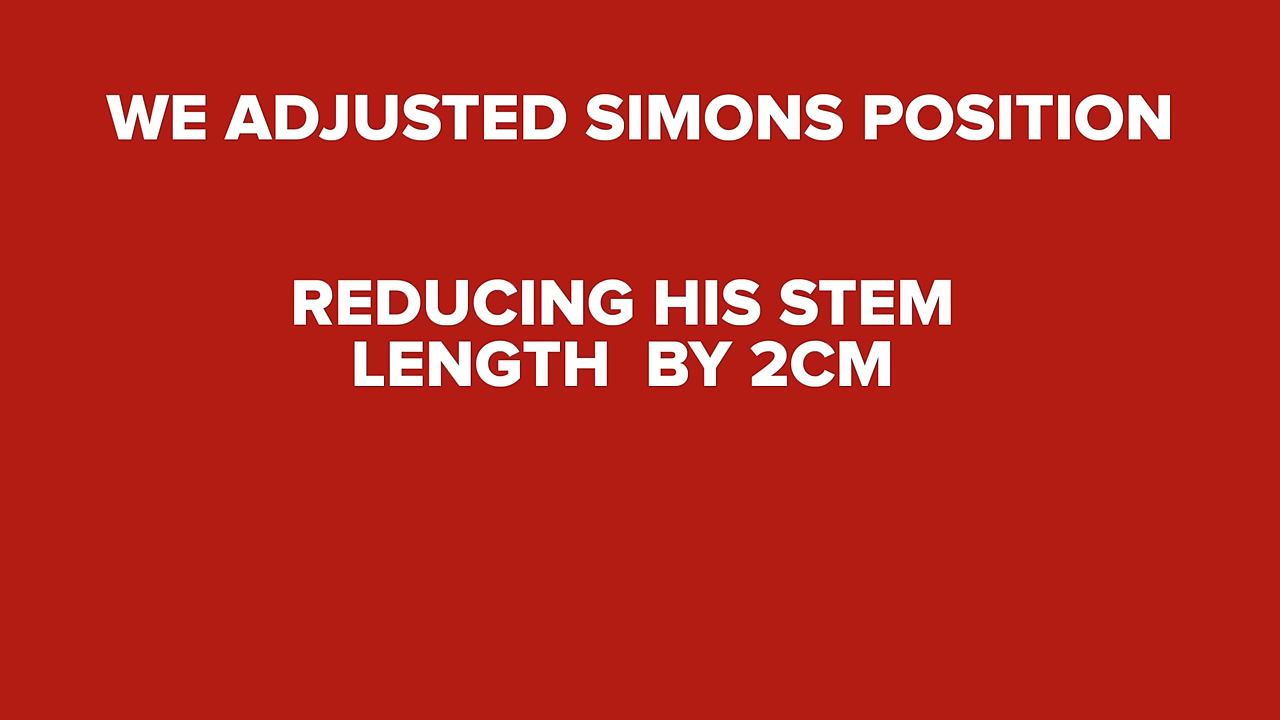 WE ADJUSTED SIMONS POSITION
REDUCING HIS STEM
LENGTH  BY 2CM